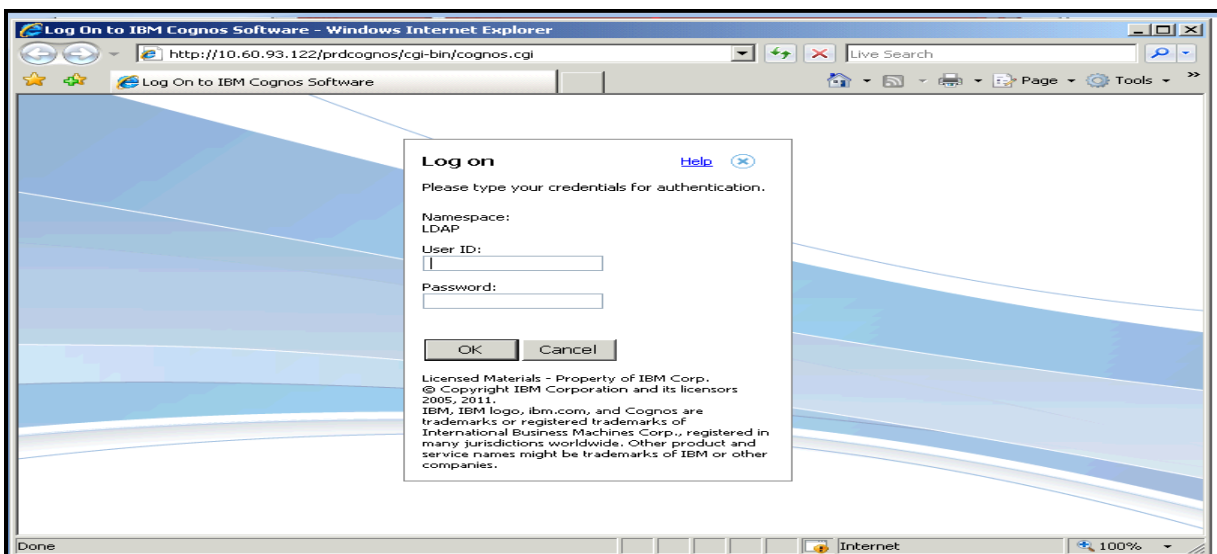 Log On to IBM Cognos Software - Windows Internet Explorer
http://10.60.93.122/prdcognos/cgi-bin/cognos.cgi
Live Search
Log On to IBM Cognos Software
Page
Tools
»
Log on
Help
Please type your credentials for authentication.
Namespace:
LDAP
User ID:
Password:
OK
Cancel
Licensed Materials - Property of IBM Corp.
© Copyright IBM Corporation and its licensors
2005, 2011.
IBM, IBM logo, ibm.com, and Cognos are
trademarks or registered trademarks of
International Business Machines Corp., registered in
many jurisdictions worldwide. Other product and
service names might be trademarks of IBM or other
companies.
Done
Internet
100%